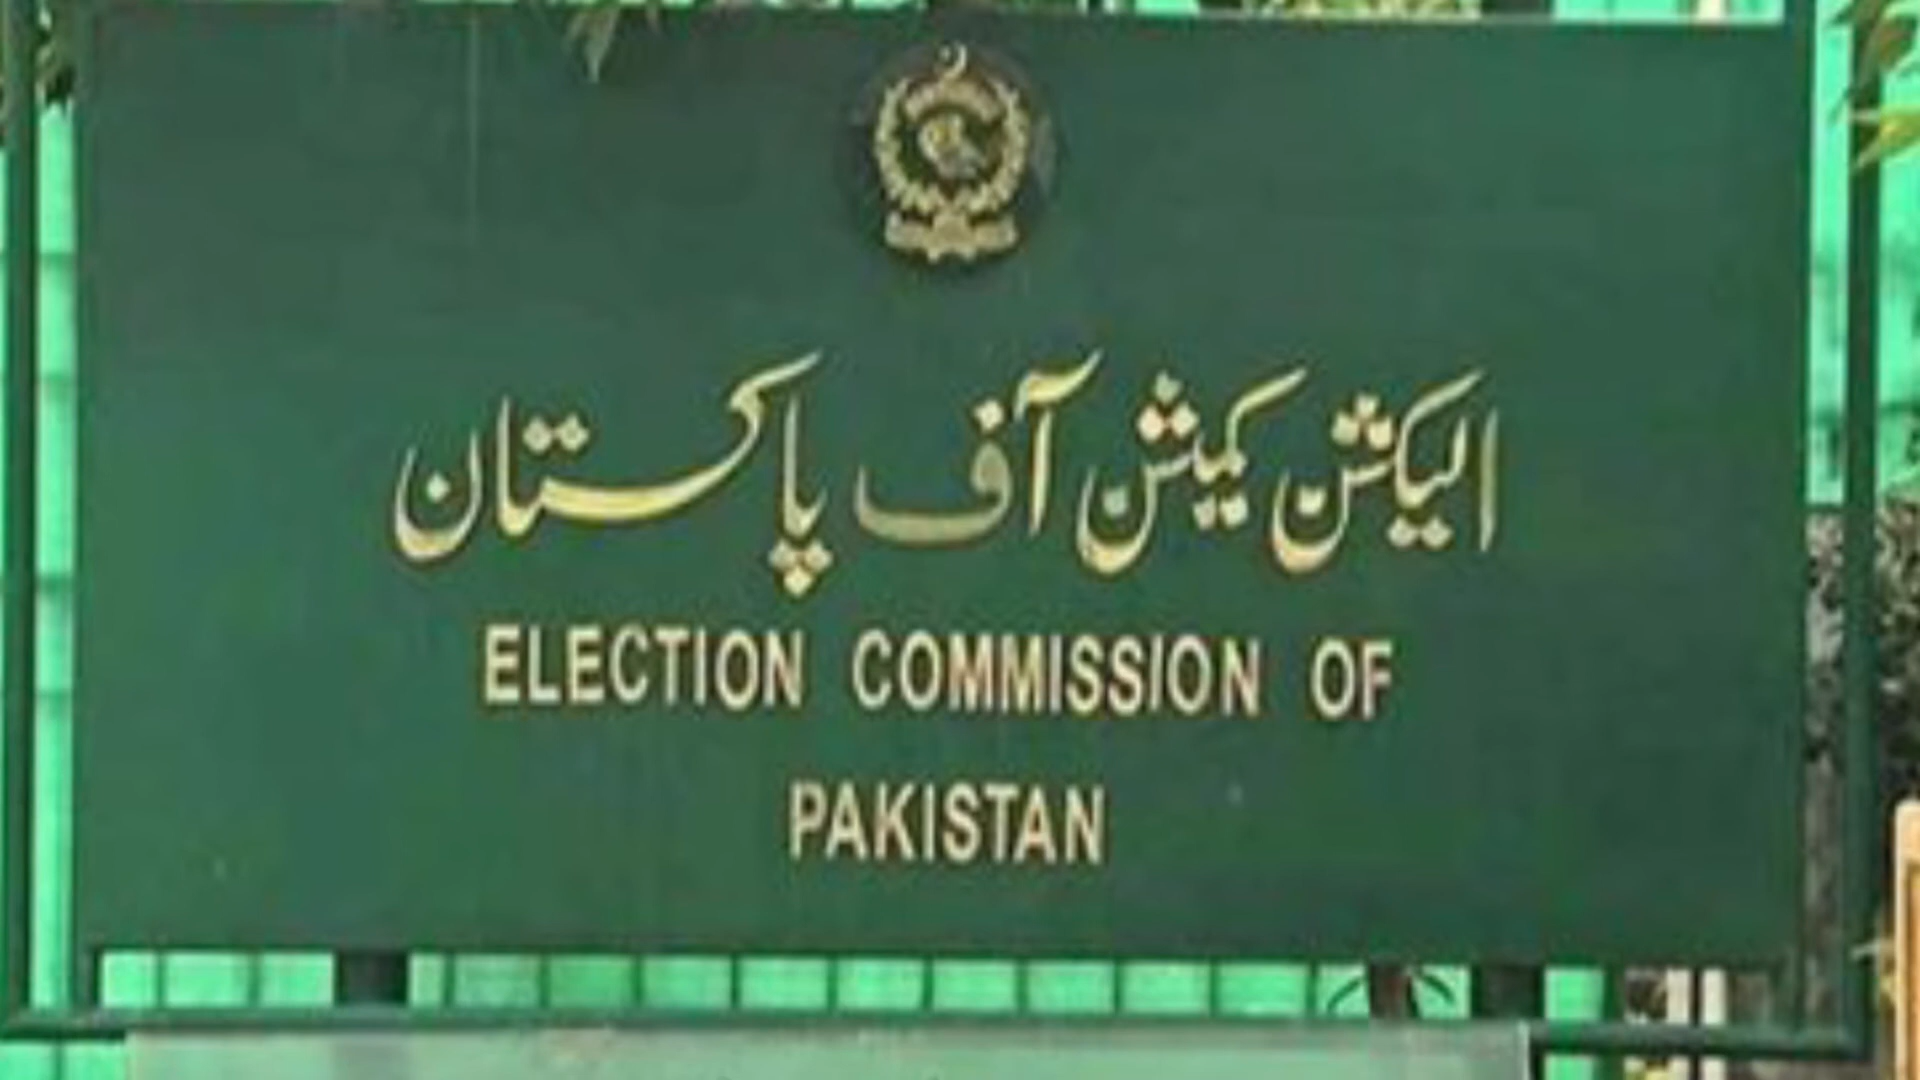 الیکشن کمیشن آف پاکستان
ELECTION COMMISSION OF
PAKISTAN